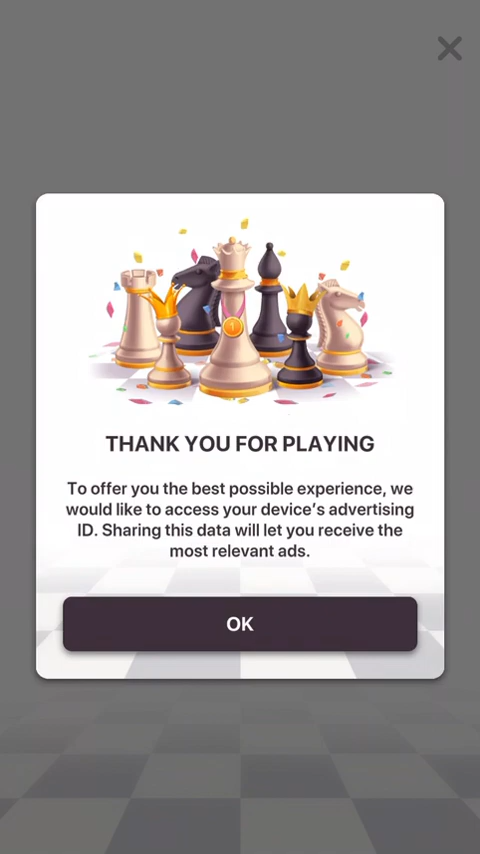 THANK YOU FOR PLAYING
To offer you the best possible experience, we
would like to access your device's advertising
ID. Sharing this data will let you receive the
most relevant ads.
OK